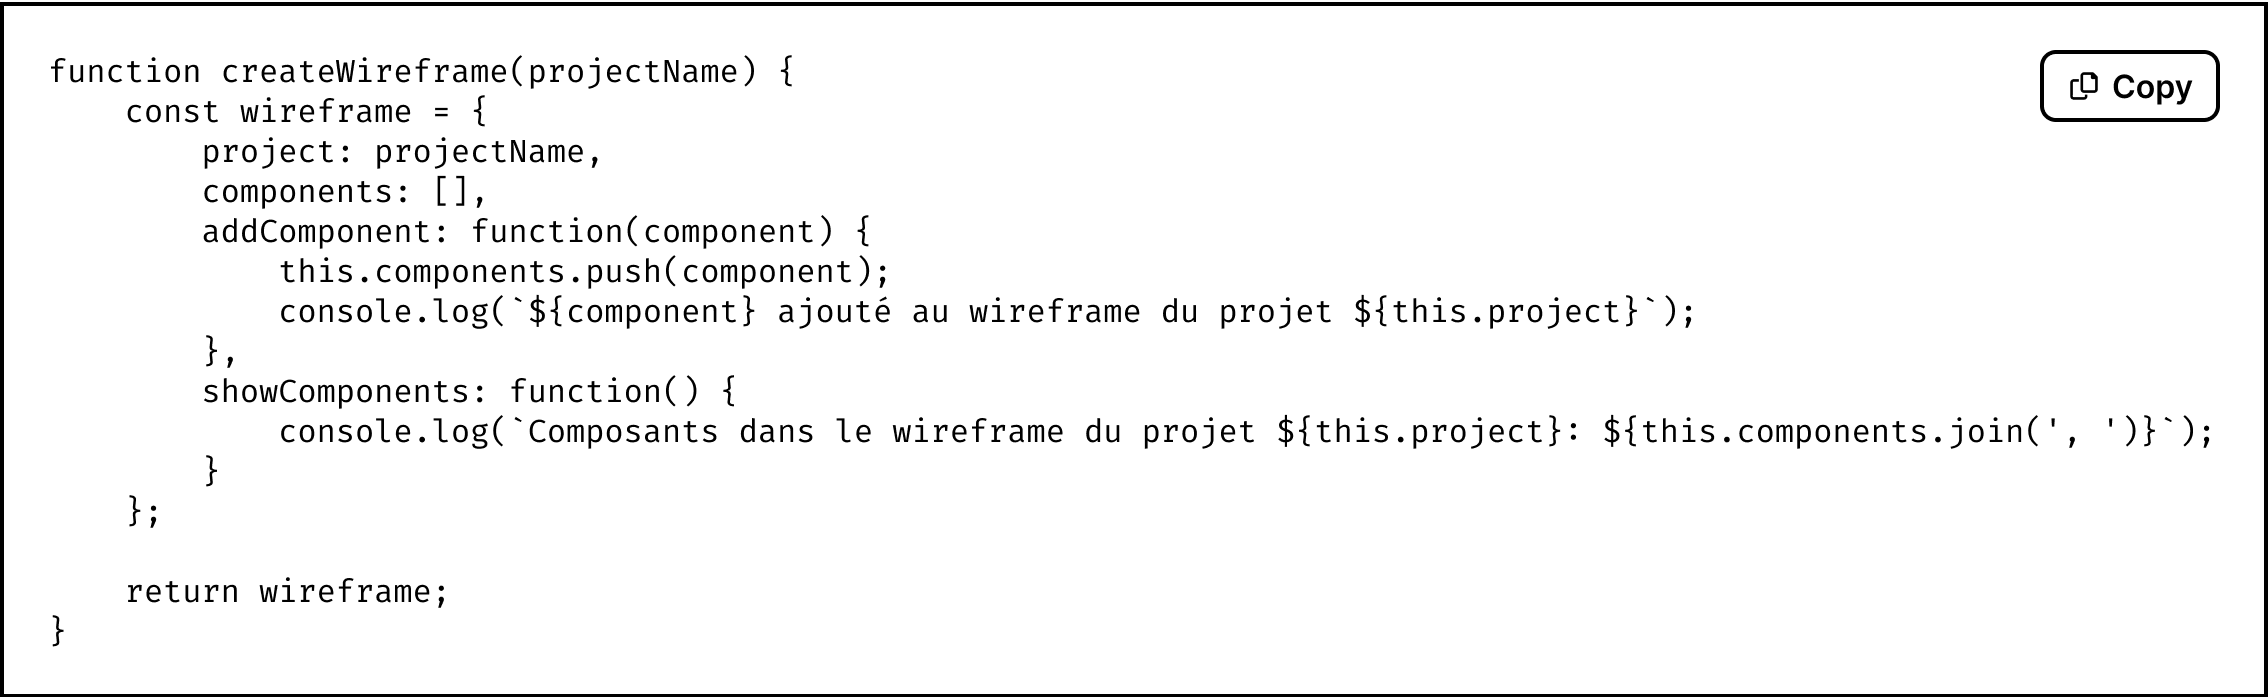 function createWireframe(projectName) {
Copy
    const wireframe = {
        project: projectName,
        components: [],
        addComponent: function(component) {
            this.components.push(component);
            console.log(`${component} ajouté au wireframe du projet ${this.project}`);
        },
        showComponents: function() {
            console.log(`Composants dans le wireframe du projet ${this.project}: ${this.components.join(', ')}`);
        }
    };

    return wireframe;
}